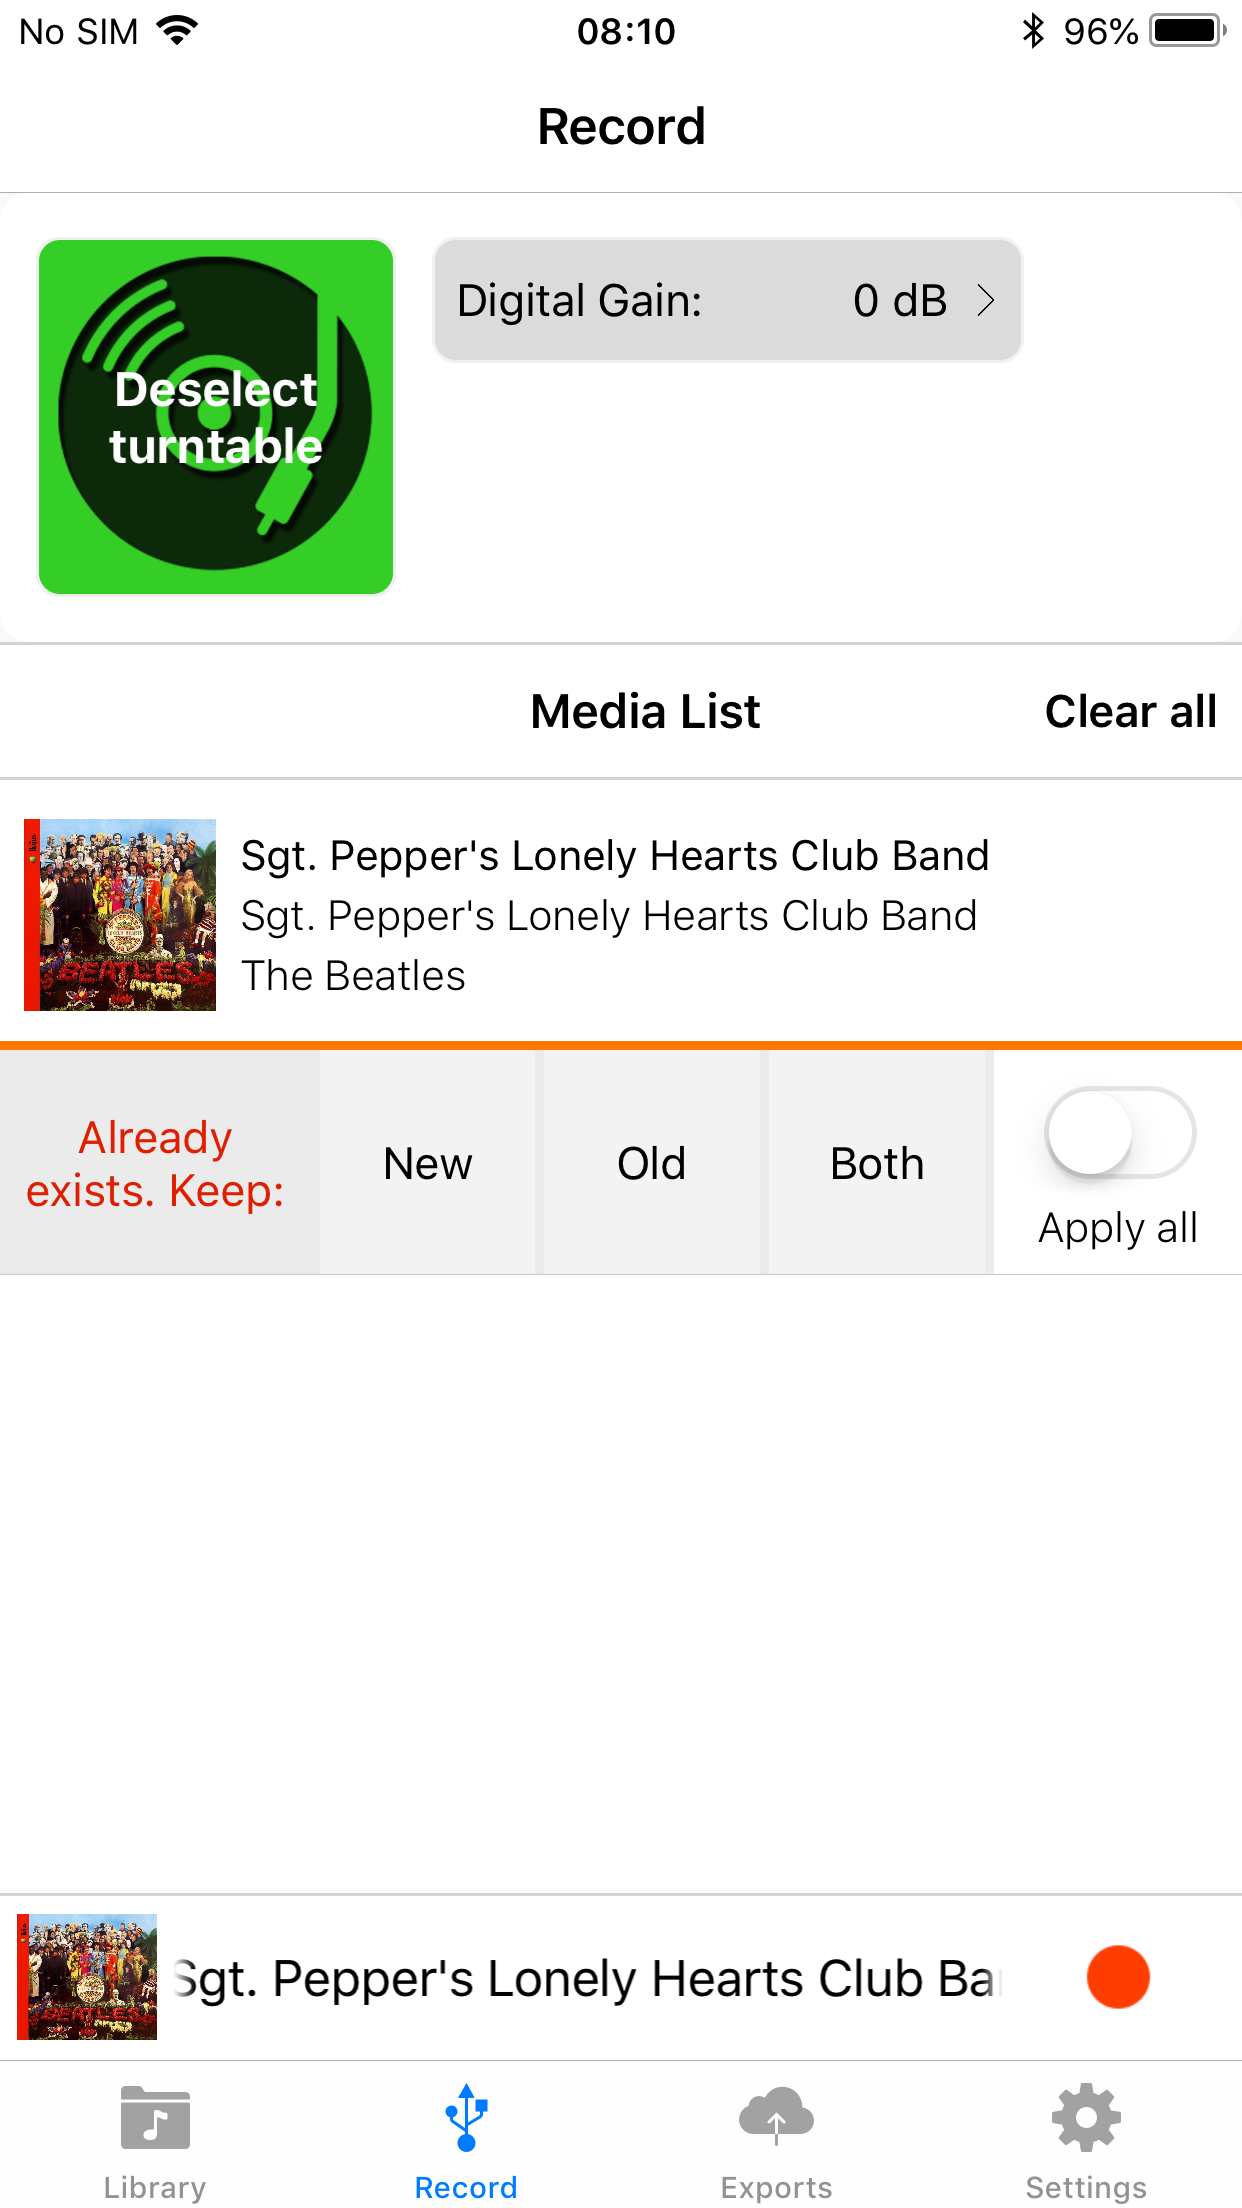 No SIM 08:10 96%
Record
Deselect
turntable
Digital Gain: 0 dB
Media List Clear all
Sgt. Pepper's Lonely Hearts Club Band
Sgt. Pepper's Lonely Hearts Club Band
The Beatles
BEATLES
Already
exists. Keep:
New Old Both
Apply all
Sgt. Pepper's Lonely Hearts Club Ba
BEATLES
Library Record Exports Settings